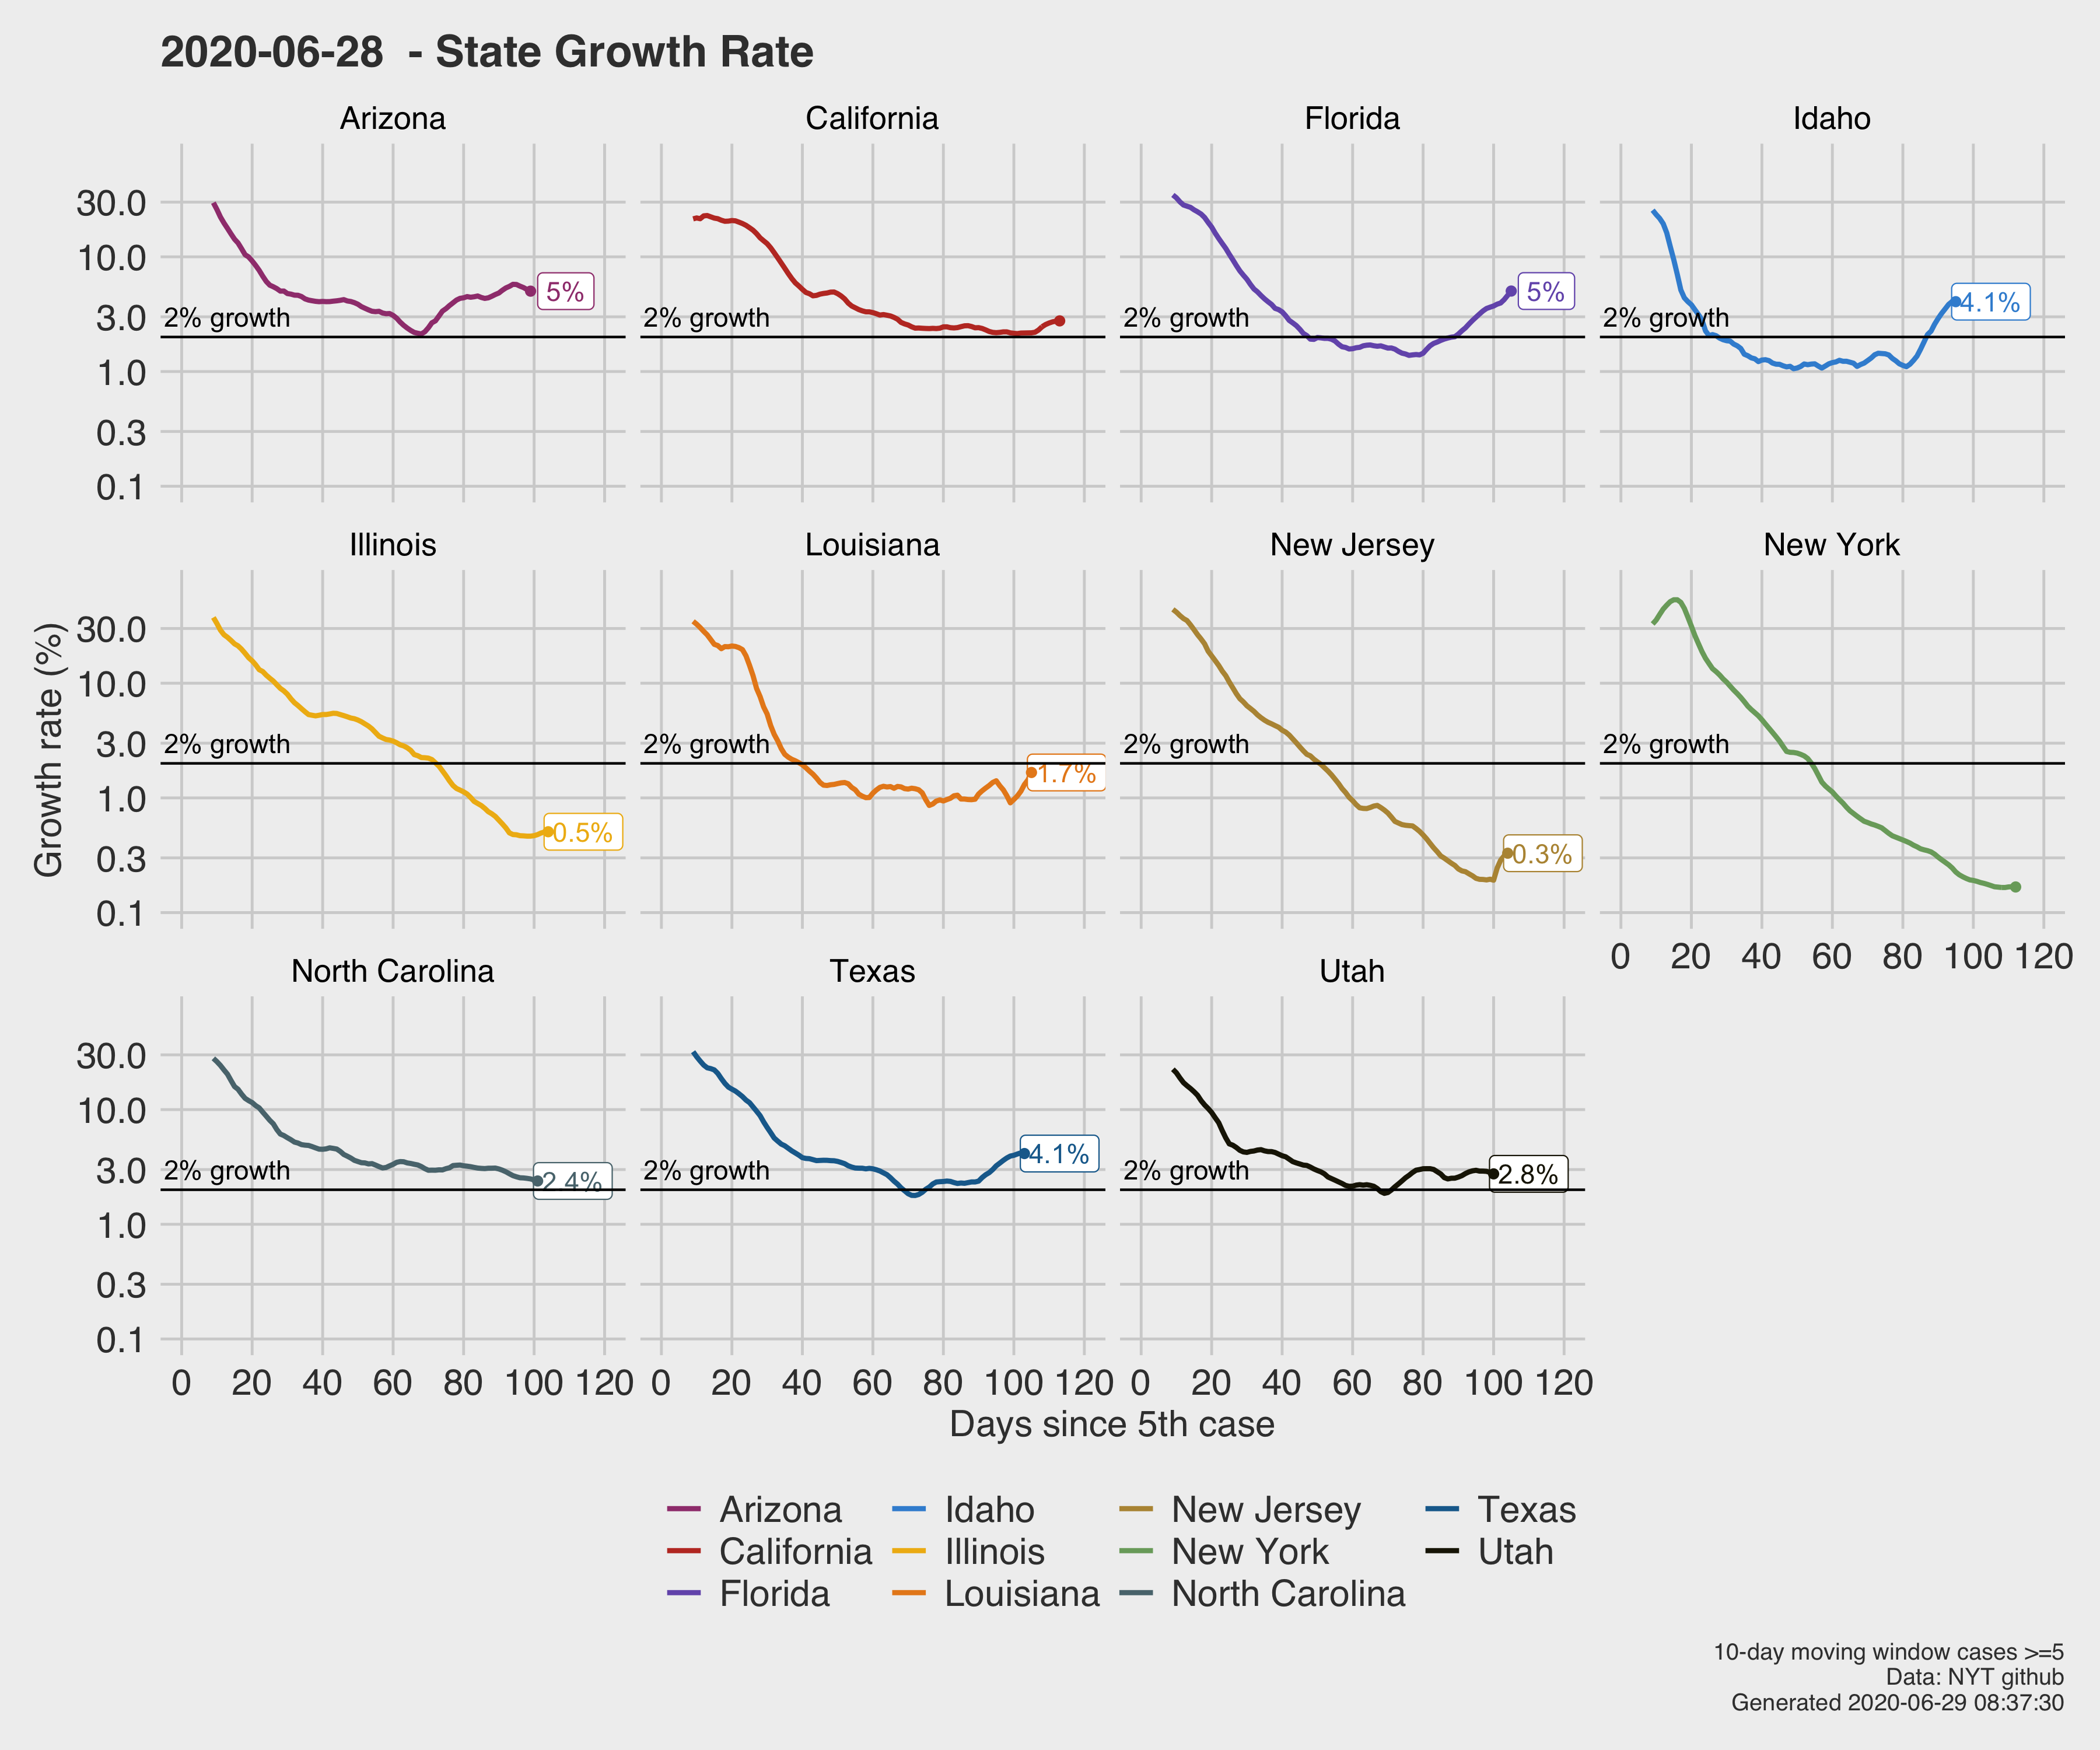 2020-06-28  - State Growth Rate
Arizona
California
Florida
Idaho
30.0
10.0
3.0
1.0
0.3
0.1
2% growth
5%
2% growth
2% growth
5%
2% growth
4.1%
Illinois
Louisiana
New Jersey
New York
Growth rate (%)
30.0
10.0
3.0
1.0
0.3
0.1
2% growth
0.5%
2% growth
1.7%
2% growth
0.3%
2% growth
0 20 40 60 80 100 120
North Carolina
Texas
Utah
30.0
10.0
3.0
1.0
0.3
0.1
2% growth
2.4%
2% growth
4.1%
2% growth
2.8%
0 20 40 60 80 100 120
0 20 40 60 80 100 120
0 20 40 60 80 100 120
Days since 5th case
Arizona
California
Florida
Idaho
Illinois
Louisiana
New Jersey
New York
North Carolina
Texas
Utah
10-day moving window cases >=5
Data: NYT github
Generated 2020-06-29 08:37:30